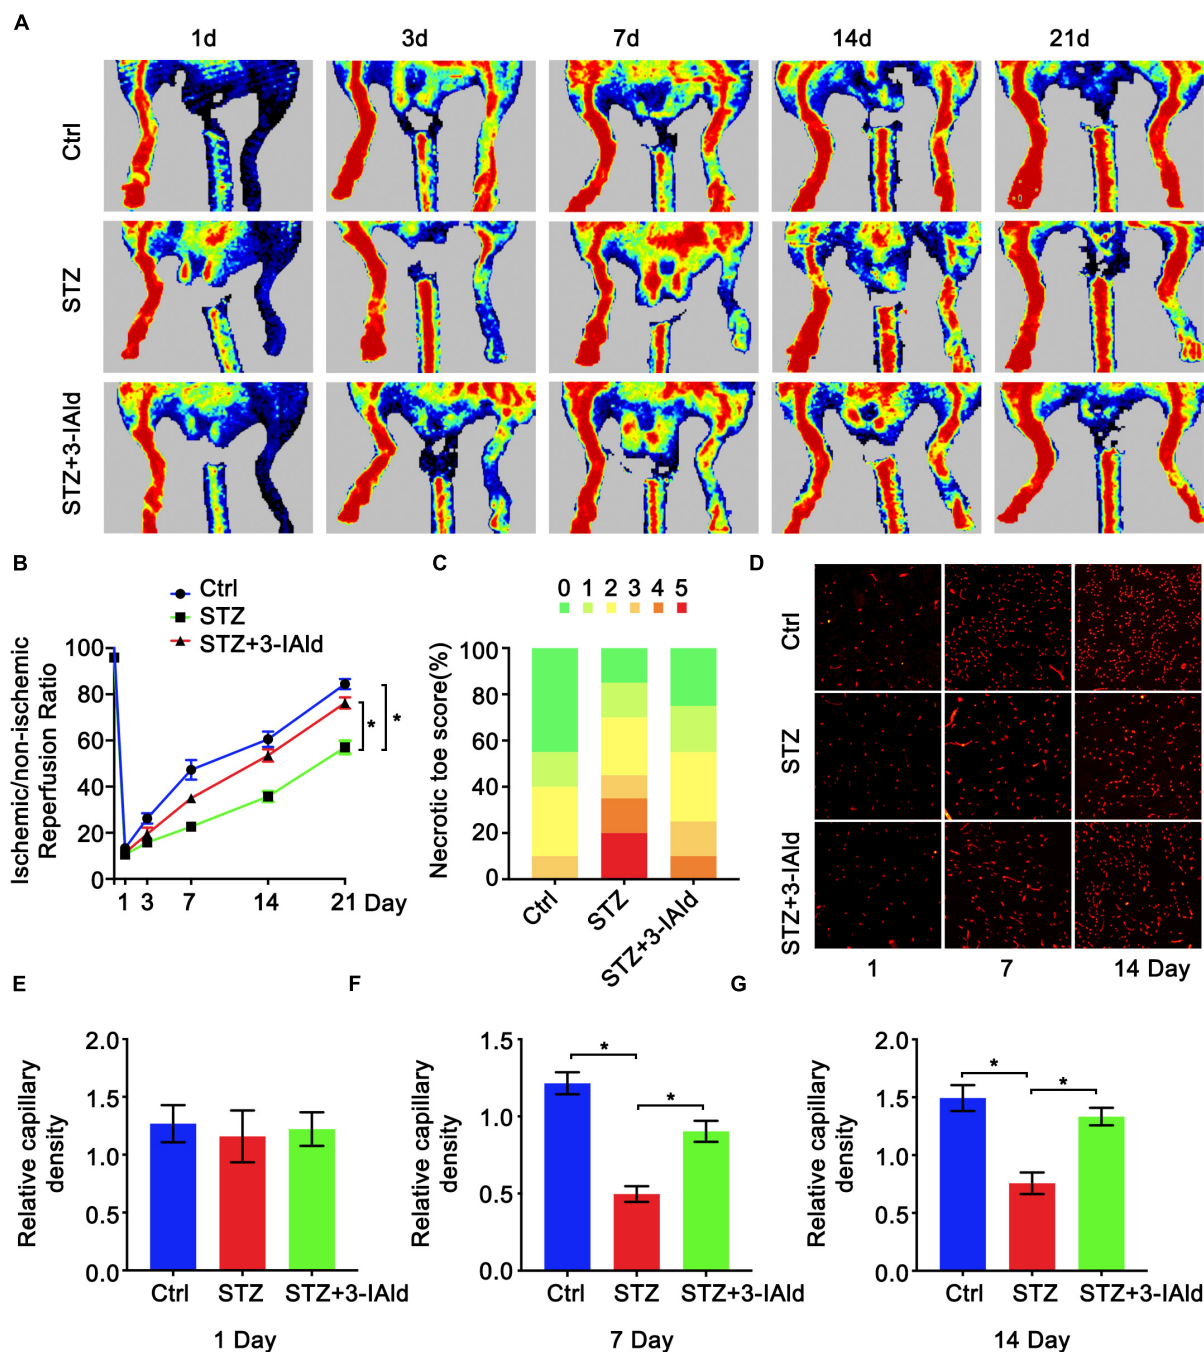 A
1d 3d 7d 14d 21d
Ctrl
STZ
STZ+3-IAld
B
Ctrl
STZ
STZ+3-IAld
Ischemic/non-ischemic
Reperfusion Ratio
100
80
60
40
20
0
1 3 7 14 21 Day
* *
C
0 1 2 3 4 5
Necrotic toe score(%)
100
80
60
40
20
0
Ctrl STZ STZ+3-IAld
D
Ctrl
STZ
STZ+3-IAld
1 7 14 Day
E
Relative capillary
density
2.0
1.5
1.0
0.5
0.0
Ctrl STZ STZ+3-IAld
1 Day
F
Relative capillary
density
1.5
1.0
0.5
0.0
* *
Ctrl STZ STZ+3-IAld
7 Day
G
Relative capillary
density
2.0
1.5
1.0
0.5
0.0
* *
Ctrl STZ STZ+3-IAld
14 Day